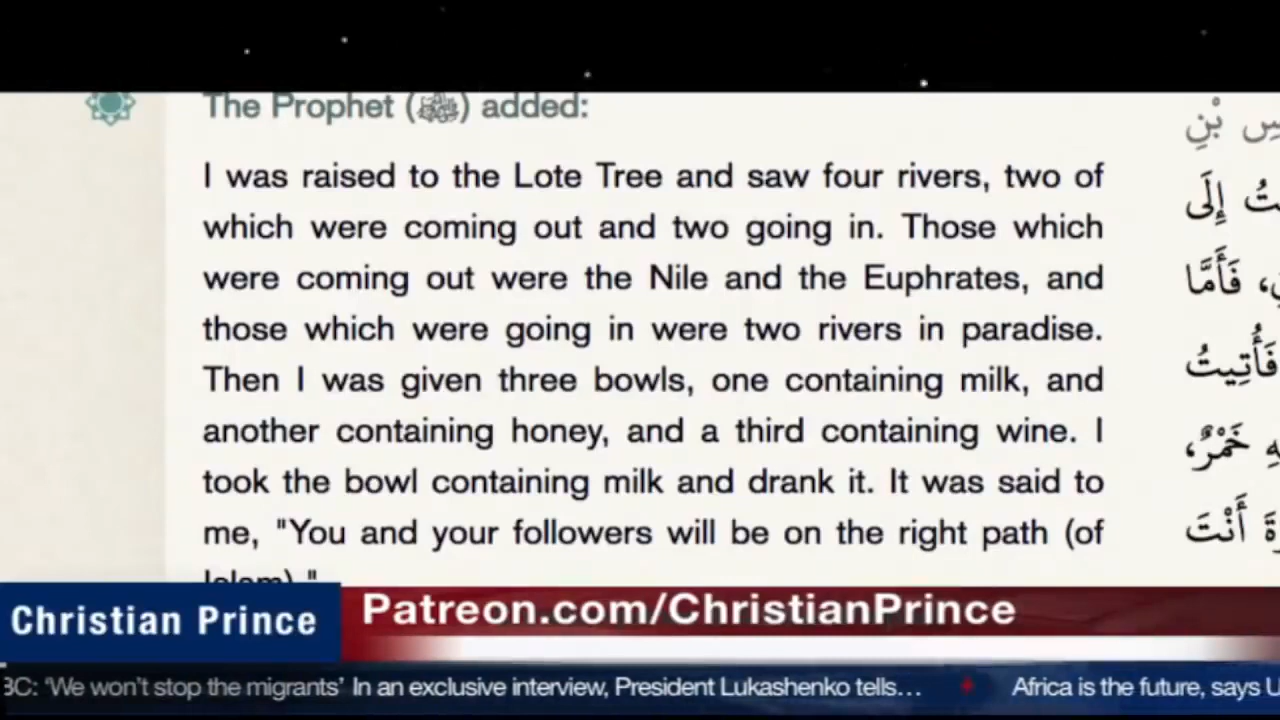 The Prophet (ﷺ) added:
I was raised to the Lote Tree and saw four rivers, two of
which were coming out and two going in. Those which
were coming out were the Nile and the Euphrates, and
those which were going in were two rivers in paradise.
Then I was given three bowls, one containing milk, and
another containing honey, and a third containing wine. I
took the bowl containing milk and drank it. It was said to
me, "You and your followers will be on the right path (of
Islam)."
إِلَى
فَأَمَّا
فَأُتِيتُ
خَمْرٌ،
أَنْتَ
Christian Prince
Patreon.com/ChristianPrince
BC: 'We won't stop the migrants' In an exclusive interview, President Lukashenko tells...
Africa is the future, says U